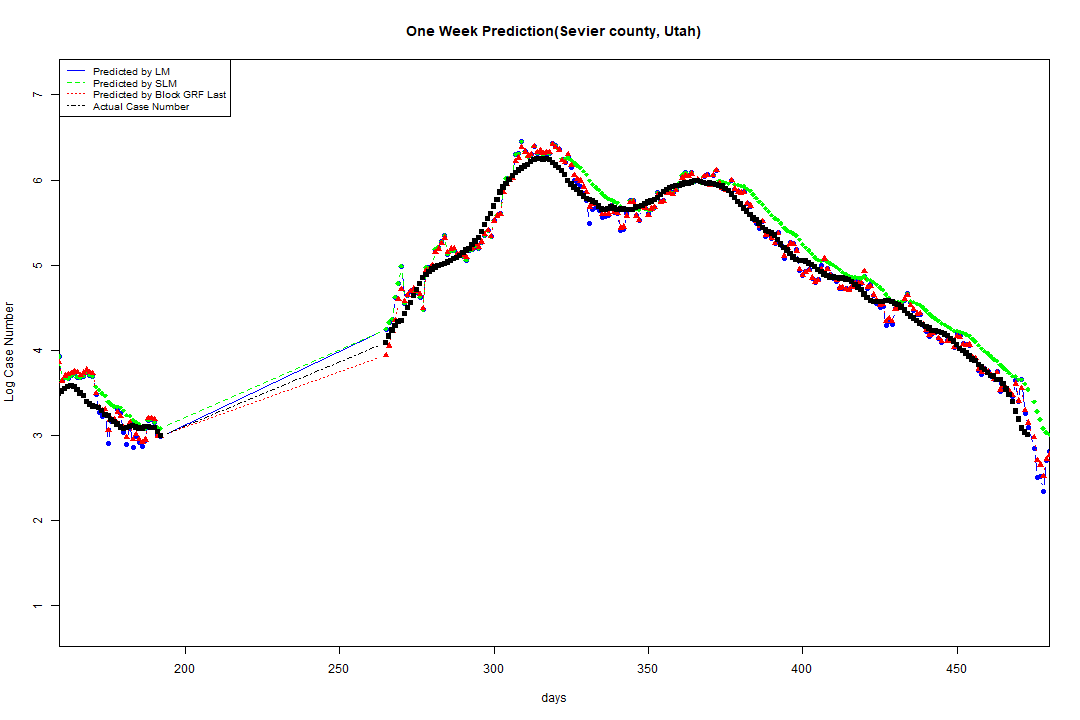 One Week Prediction(Sevier county, Utah)
Predicted by LM
Predicted by SLM
Predicted by Block GRF Last
Actual Case Number
7
6
5
4
3
2
1
Log Case Number
200 250 300 350 400 450
days